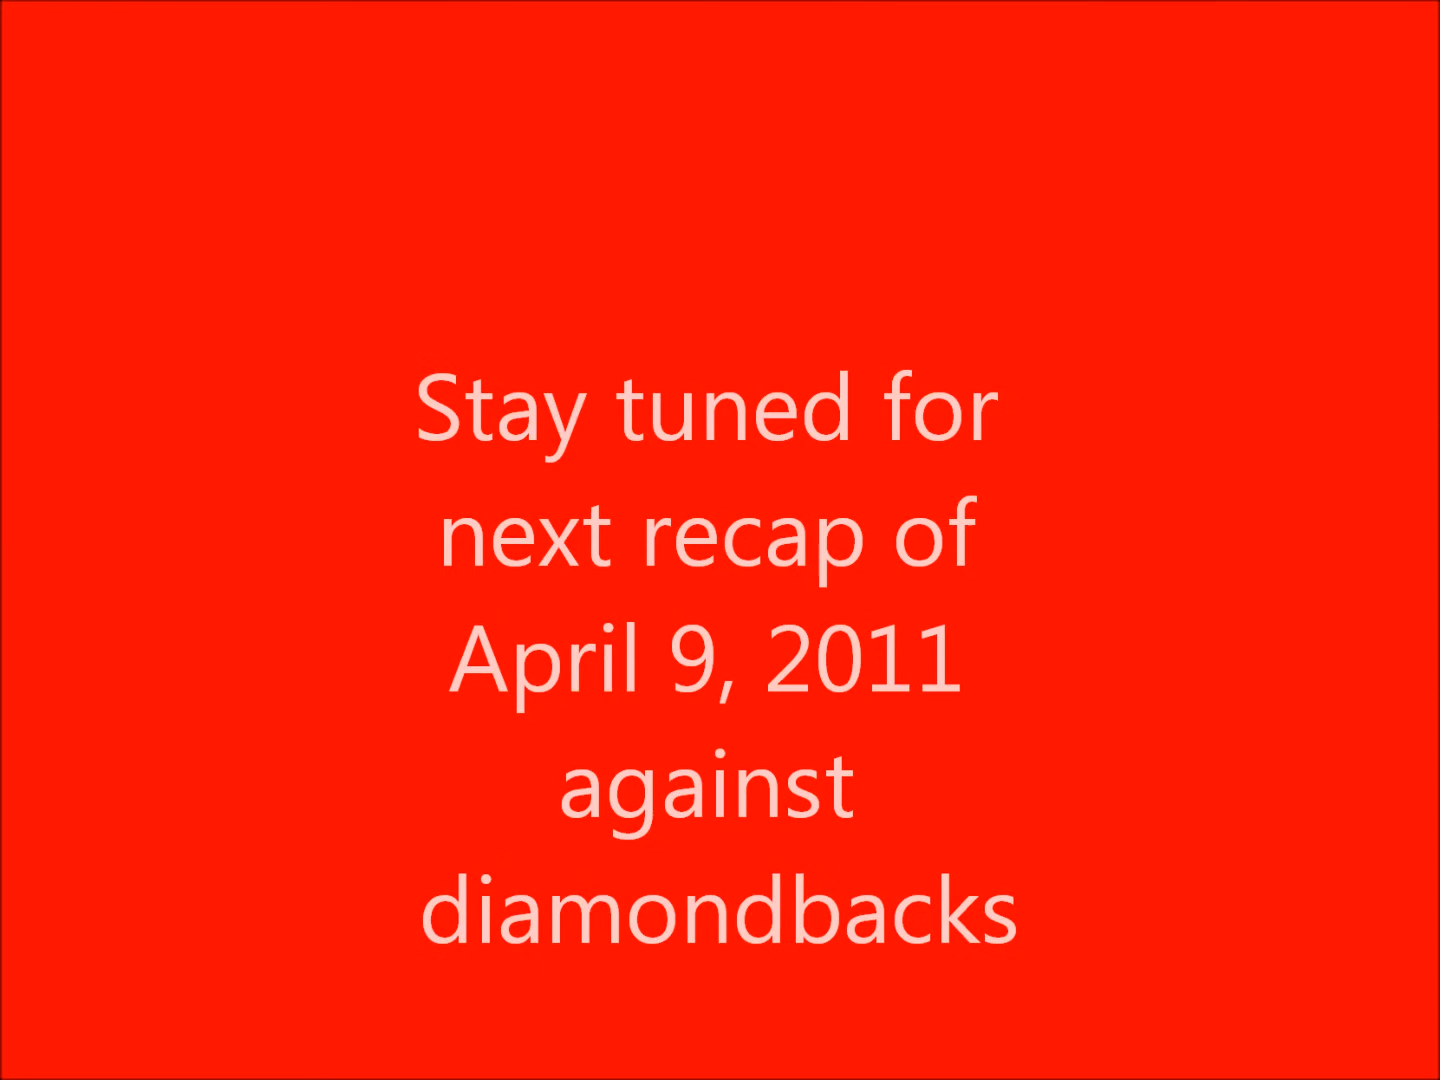 Stay tuned for
next recap of
April 9, 2011
against
diamondbacks